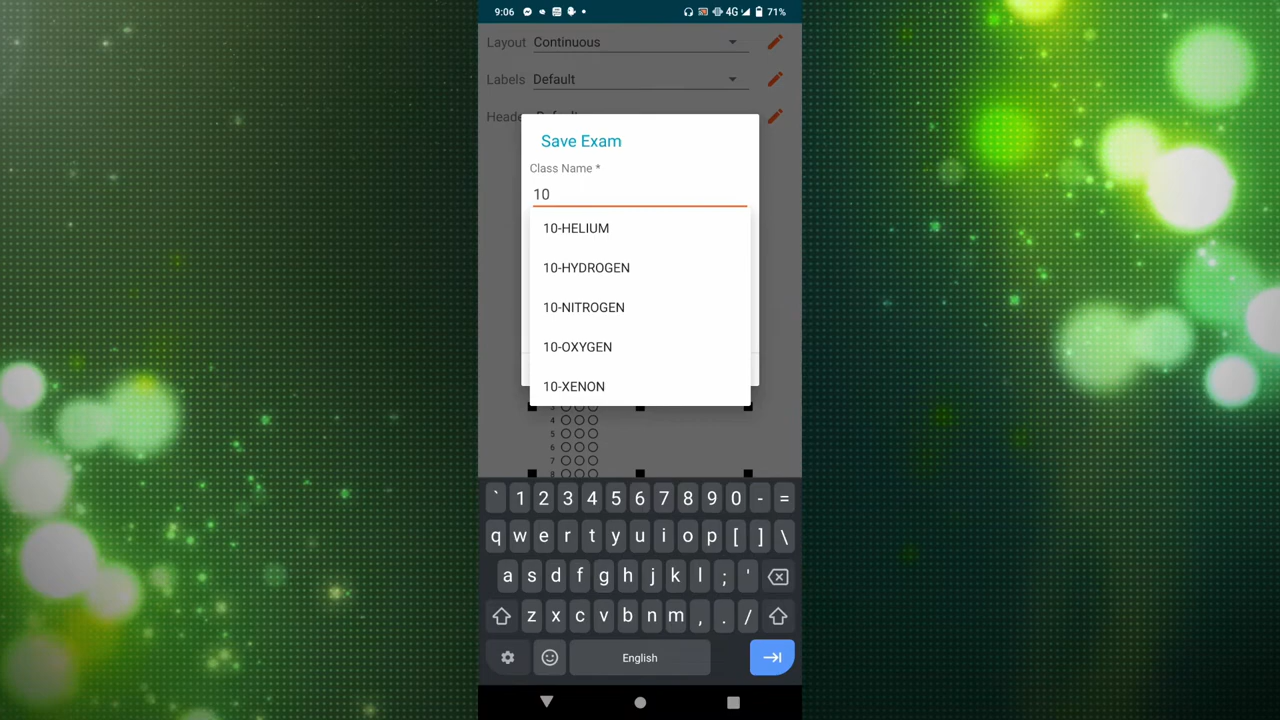 9:06 4G 71%
Layout Continuous
Labels Default
Heade
Save Exam
Class Name *
10
10-HELIUM
10-HYDROGEN
10-NITROGEN
10-OXYGEN
10-XENON
4
5
6
7
8
` 1 2 3 4 5 6 7 8 9 0 - =
q w e r t y u i o p [ ] \
a s d f g h j k l ; '
z x c v b n m , . /
English